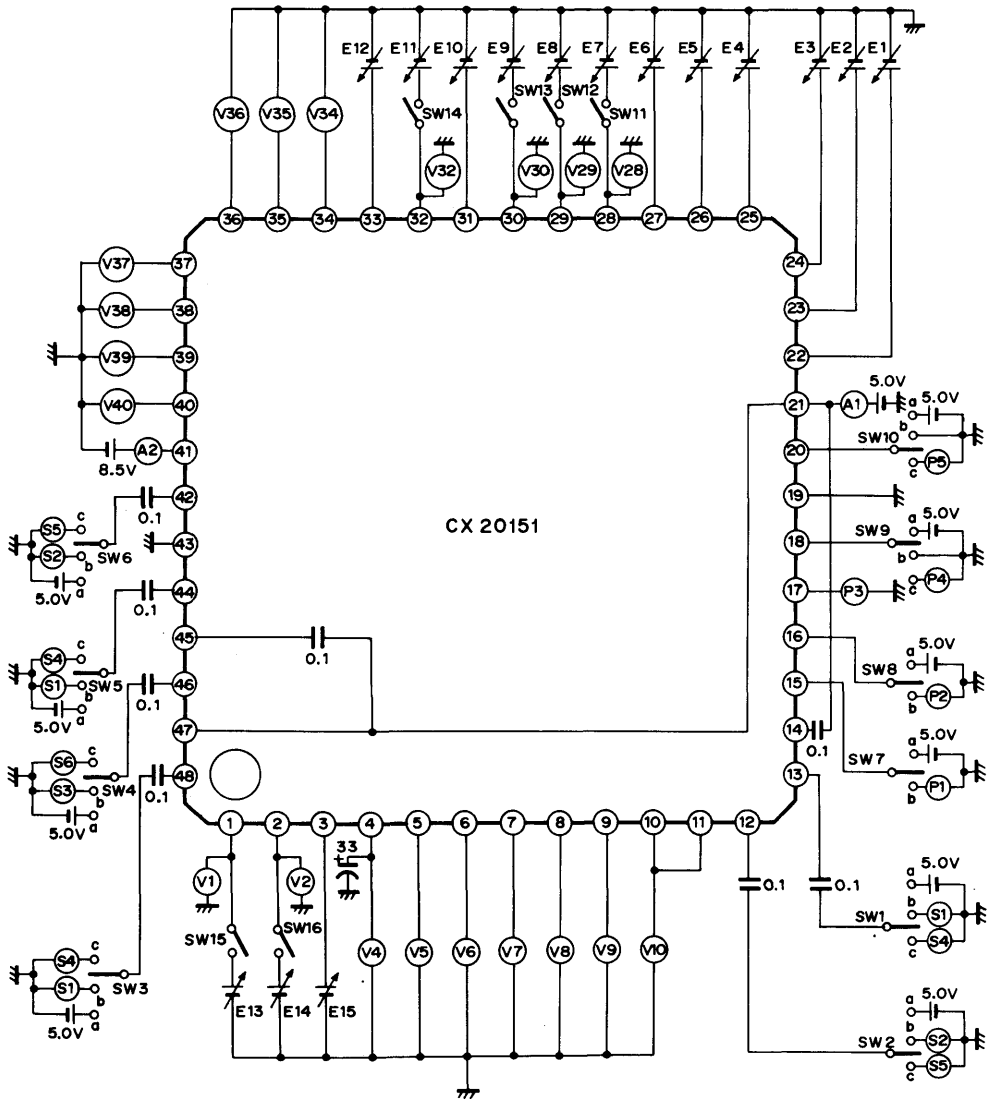 E12 E11 E10 E9 E8 E7 E6 E5 E4 E3 E2 E1
SW14 SW13 SW12 SW11
V36 V35 V34
V32 V30 V29 V28
36 35 34 33 32 31 30 29 28 27 26 25
V37 37
V38 38
V39 39
V40 40
8.5V A2 41
0.1 42
S5 c
S2 b
5.0V a
SW6
43
0.1 44
S4 c
S1 b
5.0V a
SW5
45
0.1
0.1 46
S6 c
S3 b
5.0V a
SW4
47
0.1 48
S4 c
S1 b
5.0V a
SW3
CX 20151
24
23
22
21 A1 5.0V
20 SW10
a 5.0V
b
c P5
19
18 SW9
a 5.0V
b
c P4
17 P3
16 SW8
a 5.0V
b P2
15 SW7
a 5.0V
b P1
14 0.1
13 0.1
SW1
a 5.0V
b S1
c S4
12 0.1
SW2
a 5.0V
b S2
c S5
1 2 3 4 5 6 7 8 9 10 11 12
+ 33
V1 V2
SW15 SW16
V4 V5 V6 V7 V8 V9 V10
E13 E14 E15